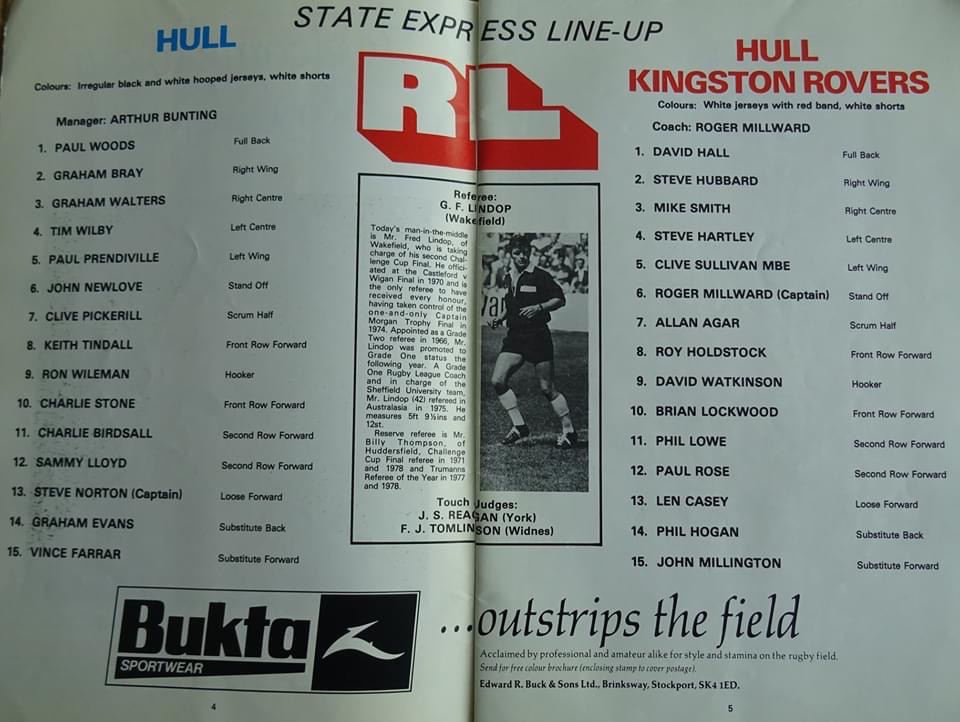 STATE EXPRESS LINE-UP
HULL
Colours: Irregular black and white hooped jerseys, white shorts
Manager: ARTHUR BUNTING
1. PAUL WOODS Full Back
2. GRAHAM BRAY Right Wing
3. GRAHAM WALTERS Right Centre
4. TIM WILBY Left Centre
5. PAUL PRENDIVILLE Left Wing
6. JOHN NEWLOVE Stand Off
7. CLIVE PICKERILL Scrum Half
8. KEITH TINDALL Front Row Forward
9. RON WILEMAN Hooker
10. CHARLIE STONE Front Row Forward
11. CHARLIE BIRDSALL Second Row Forward
12. SAMMY LLOYD Second Row Forward
13. STEVE NORTON (Captain) Loose Forward
14. GRAHAM EVANS Substitute Back
15. VINCE FARRAR Substitute Forward
RL
Referee:
G. F. LINDOP
(Wakefield)
Today's man-in-the-middle
is Mr. Fred Lindop, of
Wakefield, who is taking
charge of his second Chal-
lenge Cup Final. He offici-
ated at the Castleford v
Wigan Final in 1970 and is
the only referee to have
received every honour,
having taken control of the
one-and-only Captain
Morgan Trophy Final in
1974. Appointed as a Grade
Two referee in 1966, Mr.
Lindop was promoted to
Grade One status the
following year. A Grade
One Rugby League Coach
and in charge of the
Sheffield University team,
Mr. Lindop (42) refereed in
Australasia in 1975. He
measures 5ft 9½ins and
12st.
Reserve referee is Mr.
Billy Thompson, of
Huddersfield, Challenge
Cup Final referee in 1971
and 1978 and Trumanns
Referee of the Year in 1977
and 1978.
Touch Judges:
J. S. REAGAN (York)
F. J. TOMLINSON (Widnes)
HULL
KINGSTON ROVERS
Colours: White jerseys with red band, white shorts
Coach: ROGER MILLWARD
1. DAVID HALL Full Back
2. STEVE HUBBARD Right Wing
3. MIKE SMITH Right Centre
4. STEVE HARTLEY Left Centre
5. CLIVE SULLIVAN MBE Left Wing
6. ROGER MILLWARD (Captain) Stand Off
7. ALLAN AGAR Scrum Half
8. ROY HOLDSTOCK Front Row Forward
9. DAVID WATKINSON Hooker
10. BRIAN LOCKWOOD Front Row Forward
11. PHIL LOWE Second Row Forward
12. PAUL ROSE Second Row Forward
13. LEN CASEY Loose Forward
14. PHIL HOGAN Substitute Back
15. JOHN MILLINGTON Substitute Forward
Bukta
SPORTWEAR
...outstrips the field
Acclaimed by professional and amateur alike for style and stamina on the rugby field.
Send for free colour brochure (enclosing stamp to cover postage).
Edward R. Buck & Sons Ltd., Brinksway, Stockport, SK4 1ED.
4
5